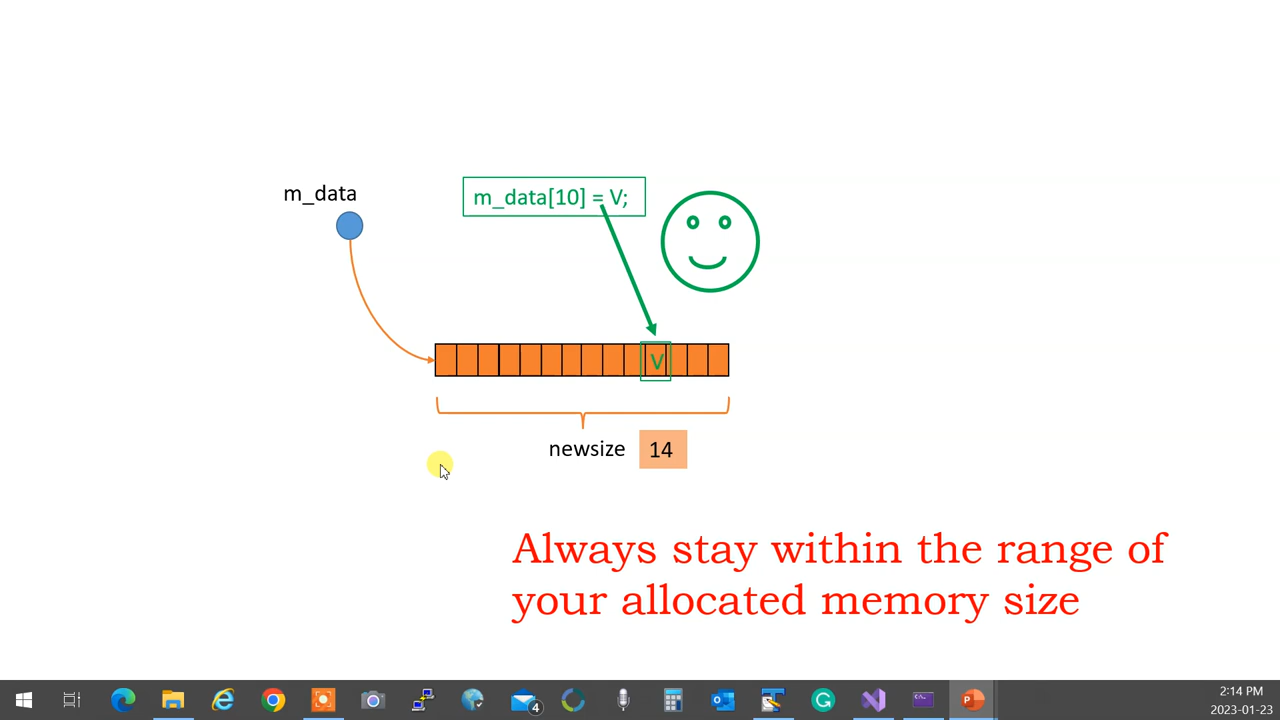 m_data
m_data[10] = V;
V
newsize 14
Always stay within the range of
your allocated memory size
4
2:14 PM
2023-01-23